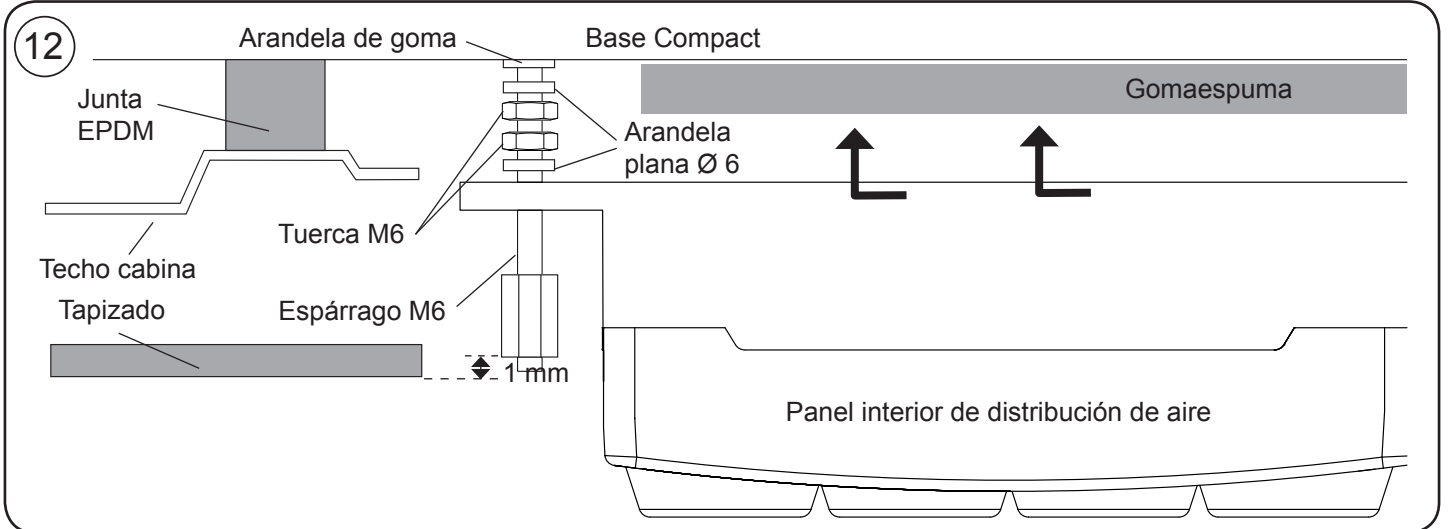 12
Arandela de goma
Base Compact
Junta
EPDM
Gomaespuma
Arandela
plana Ø 6
Tuerca M6
Techo cabina
Tapizado
Espárrago M6
1 mm
Panel interior de distribución de aire